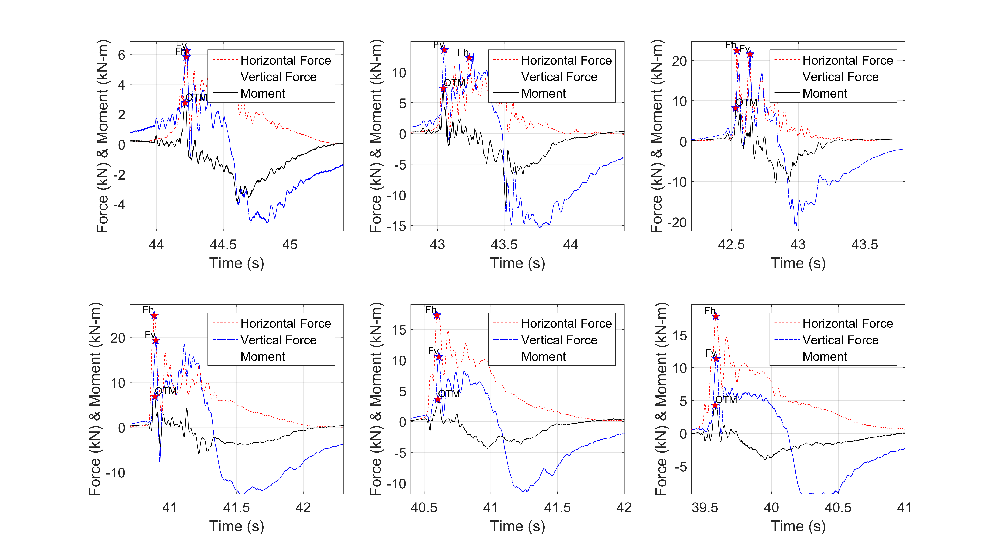 Force (kN) & Moment (kN-m)
6
4
2
0
-2
-4
Fv
Fh
OTM
Horizontal Force
Vertical Force
Moment
44
44.5
45
Time (s)
Force (kN) & Moment (kN-m)
10
5
0
-5
-10
-15
Fv
Fh
OTM
Horizontal Force
Vertical Force
Moment
43
43.5
44
Time (s)
Force (kN) & Moment (kN-m)
20
10
0
-10
-20
Fh
Fv
OTM
Horizontal Force
Vertical Force
Moment
42.5
43
43.5
Time (s)
Force (kN) & Moment (kN-m)
20
10
0
-10
Fh
Fv
OTM
Horizontal Force
Vertical Force
Moment
41
41.5
42
Time (s)
Force (kN) & Moment (kN-m)
15
10
5
0
-5
-10
Fh
Fv
OTM
Horizontal Force
Vertical Force
Moment
40.5
41
41.5
42
Time (s)
Force (kN) & Moment (kN-m)
15
10
5
0
-5
Fh
Fv
OTM
Horizontal Force
Vertical Force
Moment
39.5
40
40.5
41
Time (s)